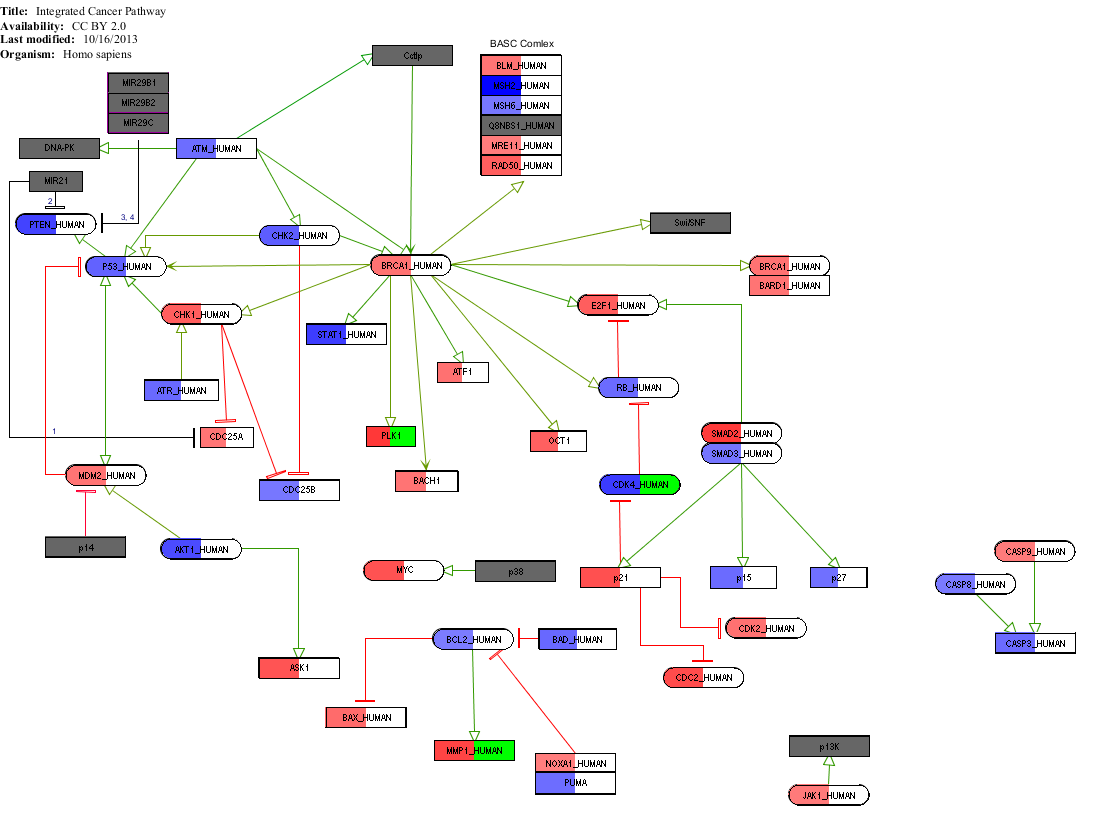 Title: Integrated Cancer Pathway
Availability: CC BY 2.0
Last modified: 10/16/2013
Organism: Homo sapiens
BASC Comlex
CtIp
BLM_HUMAN
MSH2_HUMAN
MSH6_HUMAN
Q8NBS1_HUMAN
MRE11_HUMAN
RAD50_HUMAN
MIR29B1
MIR29B2
MIR29C
DNA-PK
ATM_HUMAN
MIR21
2
3, 4
PTEN_HUMAN
CHK2_HUMAN
Swi/SNF
P53_HUMAN
BRCA1_HUMAN
BRCA1_HUMAN
BARD1_HUMAN
CHK1_HUMAN
E2F1_HUMAN
STAT1_HUMAN
ATF1
ATR_HUMAN
RB_HUMAN
1
CDC25A
PLK1
OCT1
SMAD2_HUMAN
SMAD3_HUMAN
MDM2_HUMAN
BACH1
CDC25B
CDK4_HUMAN
p14
AKT1_HUMAN
CASP9_HUMAN
MYC
p38
p21
p15
p27
CASP8_HUMAN
CDK2_HUMAN
BCL2_HUMAN
BAD_HUMAN
CASP3_HUMAN
ASK1
CDC2_HUMAN
BAX_HUMAN
MMP1_HUMAN
p13K
NOXA1_HUMAN
PUMA
JAK1_HUMAN